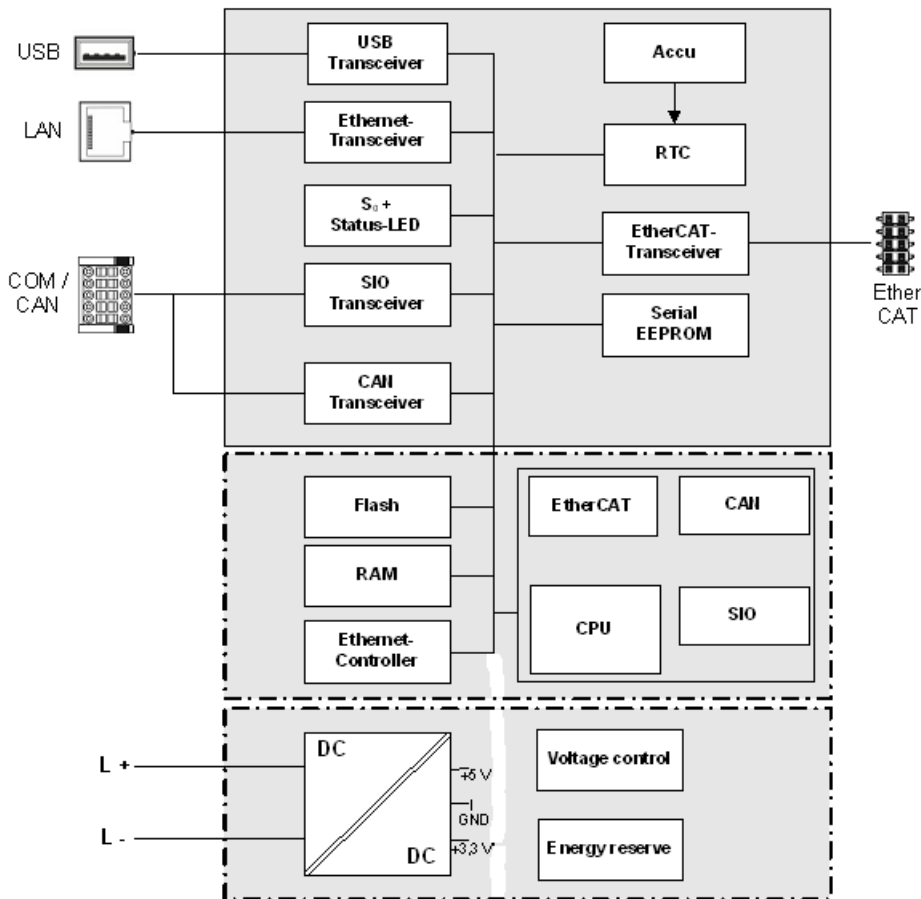 USB
USB
Transceiver
Accu
LAN
Ethernet-
Transceiver
RTC
S₀ +
Status-LED
EtherCAT-
Transceiver
Ether
CAT
COM /
CAN
SIO
Transceiver
Serial
EEPROM
CAN
Transceiver
Flash
EtherCAT
CAN
RAM
Ethernet-
Controller
CPU
SIO
L +
L -
DC
DC
+5 V
GND
+3,3 V
Voltage control
Energy reserve